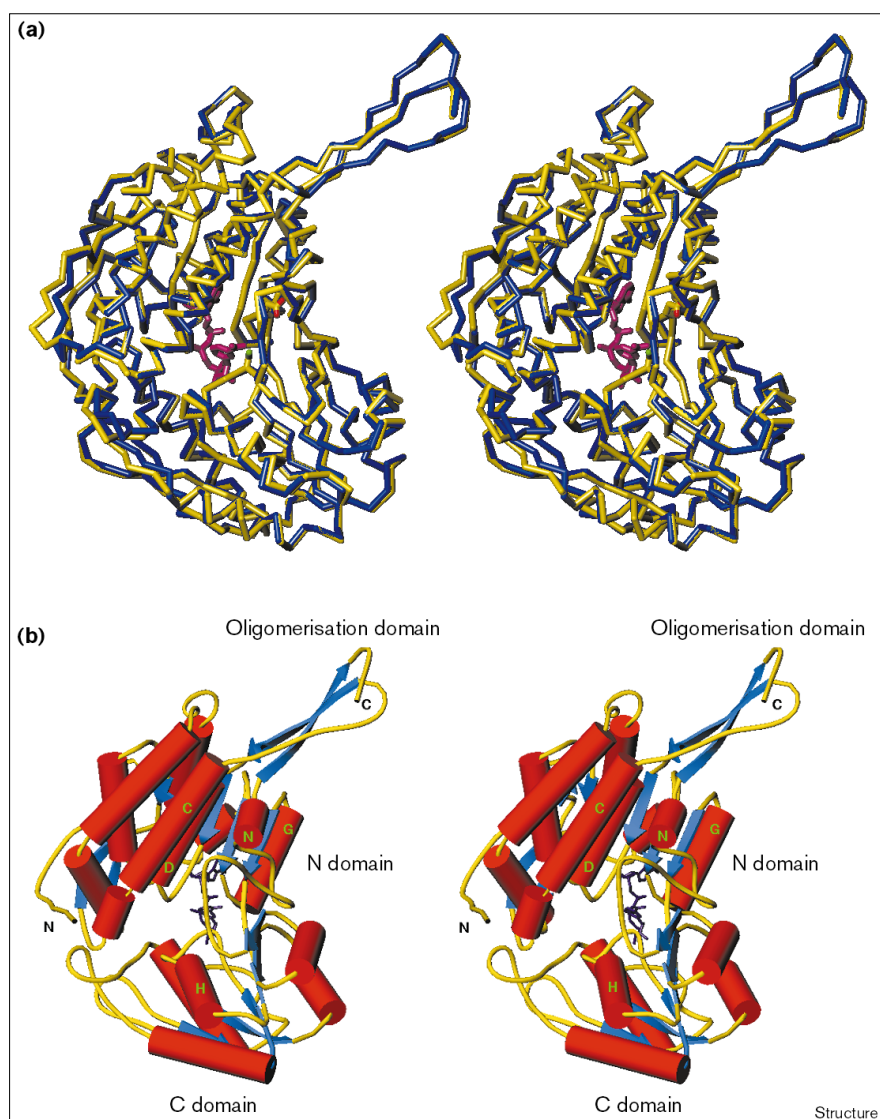 (a)
(b)
Oligomerisation domain Oligomerisation domain
C C
C N G C N G
D N domain D N domain
N N
H H
C domain C domain
Structure